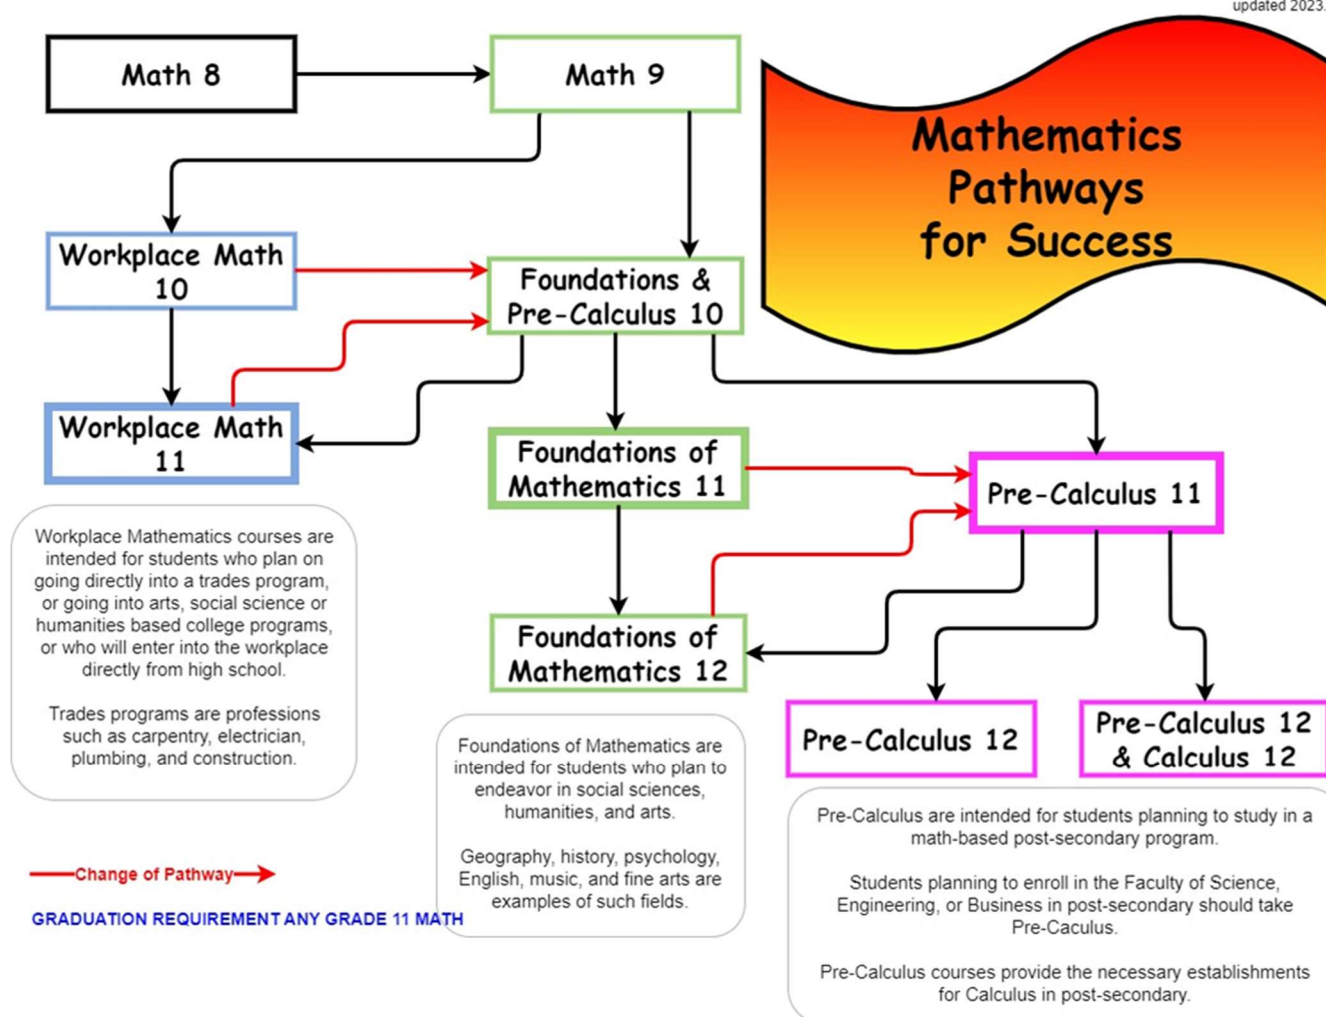 updated 2023.
Math 8
Math 9
Mathematics
Pathways
for Success
Workplace Math
10
Foundations &
Pre-Calculus 10
Workplace Math
11
Foundations of
Mathematics 11
Pre-Calculus 11
Workplace Mathematics courses are
intended for students who plan on
going directly into a trades program,
or going into arts, social science or
humanities based college programs,
or who will enter into the workplace
directly from high school.
Trades programs are professions
such as carpentry, electrician,
plumbing, and construction.
Foundations of
Mathematics 12
Pre-Calculus 12
Pre-Calculus 12
& Calculus 12
Foundations of Mathematics are
intended for students who plan to
endeavor in social sciences,
humanities, and arts.
Geography, history, psychology,
English, music, and fine arts are
examples of such fields.
Pre-Calculus are intended for students planning to study in a
math-based post-secondary program.
Students planning to enroll in the Faculty of Science,
Engineering, or Business in post-secondary should take
Pre-Caculus.
Pre-Calculus courses provide the necessary establishments
for Calculus in post-secondary.
Change of Pathway
GRADUATION REQUIREMENT ANY GRADE 11 MATH